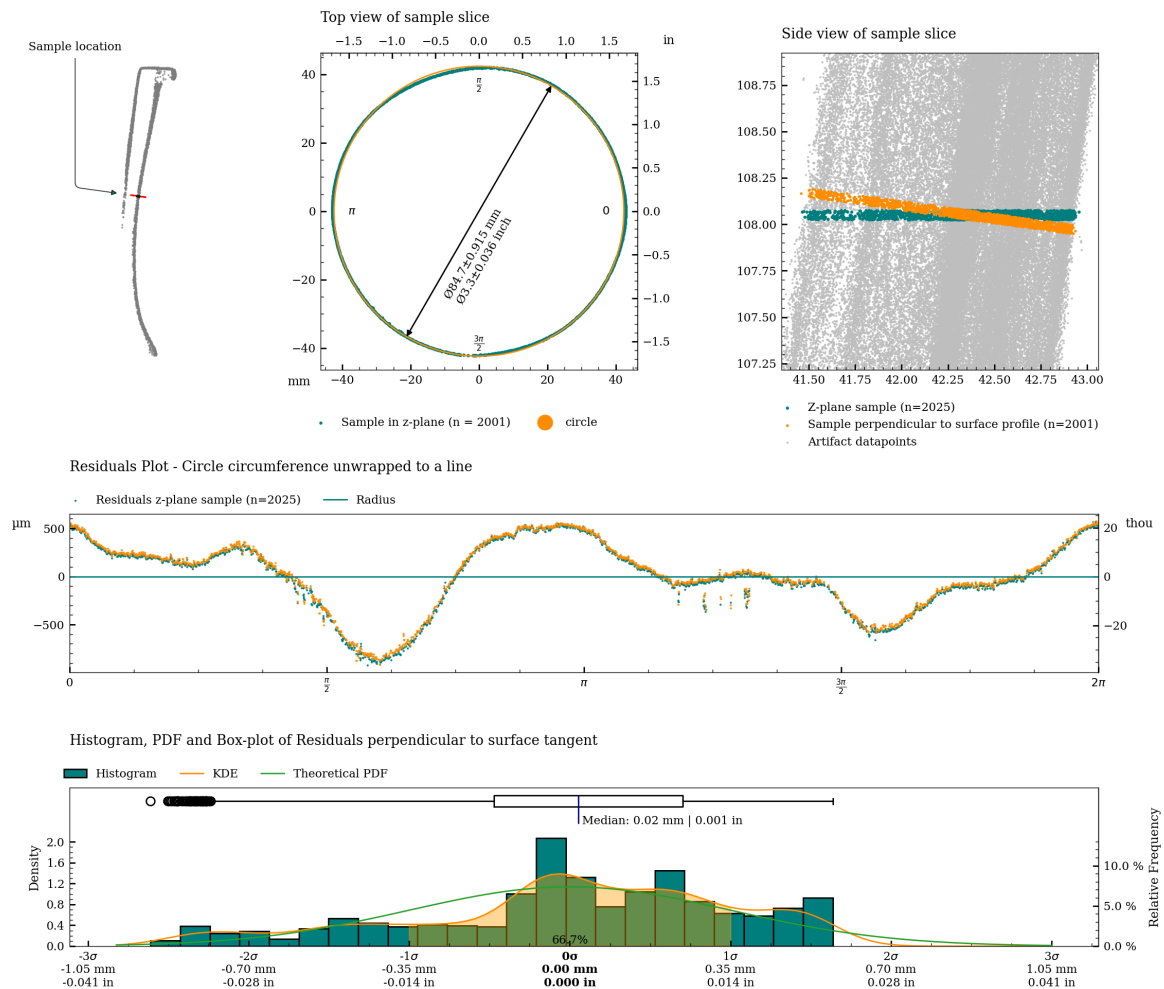 Sample location
Top view of sample slice
−1.5 −1.0 −0.5 0.0 0.5 1.0 1.5 in
40
20
0
−20
−40
mm
−40 −20 0 20 40
1.5
1.0
0.5
0.0
−0.5
−1.0
−1.5
π/2
π
0
3π/2
Ø84.7±0.915 mm
Ø3.3±0.036 inch
Sample in z-plane (n = 2001) circle
Side view of sample slice
108.75
108.50
108.25
108.00
107.75
107.50
107.25
41.50 41.75 42.00 42.25 42.50 42.75 43.00
Z-plane sample (n=2025)
Sample perpendicular to surface profile (n=2001)
Artifact datapoints
Residuals Plot - Circle circumference unwrapped to a line
Residuals z-plane sample (n=2025) Radius
µm
500
0
−500
thou
20
0
−20
0 π/2 π 3π/2 2π
Histogram, PDF and Box-plot of Residuals perpendicular to surface tangent
Histogram KDE Theoretical PDF
Median: 0.02 mm | 0.001 in
Density
2.0
1.6
1.2
0.8
0.4
0.0
Relative Frequency
10.0 %
5.0 %
0.0 %
66.7%
-3σ -2σ -1σ 0σ 1σ 2σ 3σ
-1.05 mm -0.70 mm -0.35 mm 0.00 mm 0.35 mm 0.70 mm 1.05 mm
-0.041 in -0.028 in -0.014 in 0.000 in 0.014 in 0.028 in 0.041 in